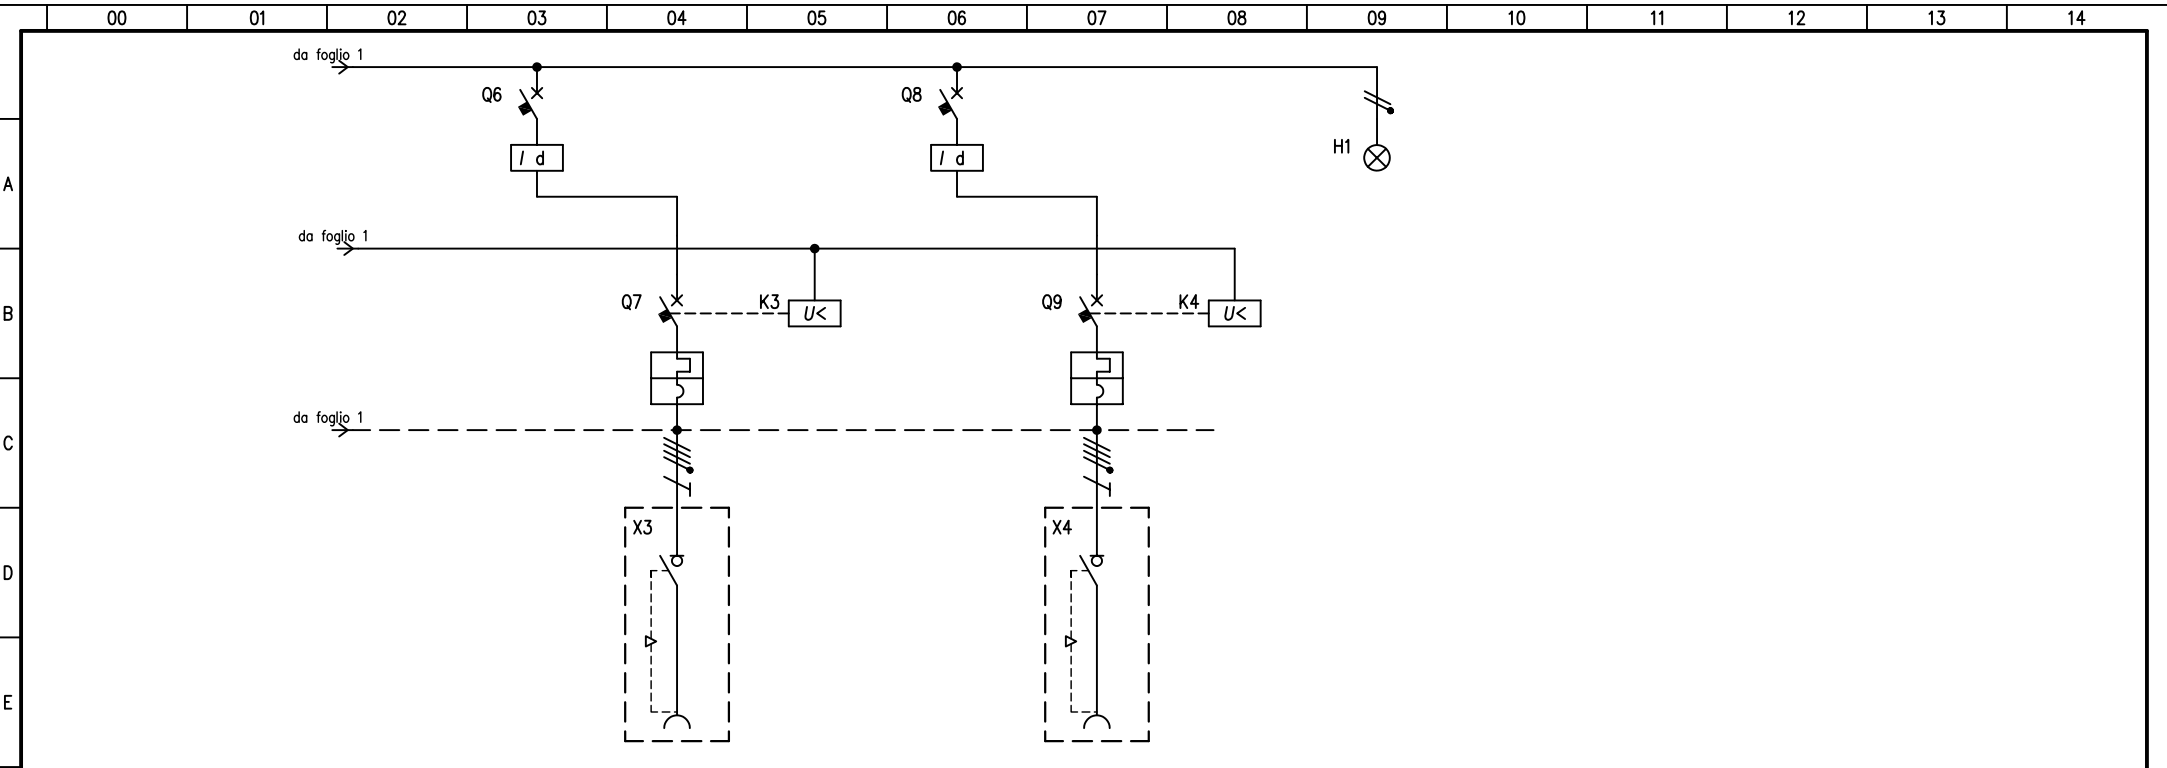 00 01 02 03 04 05 06 07 08 09 10 11 12 13 14
da foglio 1
Q6 Q8
H1
I d I d
A
da foglio 1
Q7 K3 U< Q9 K4 U<
B
da foglio 1
C
X3 X4
D
E